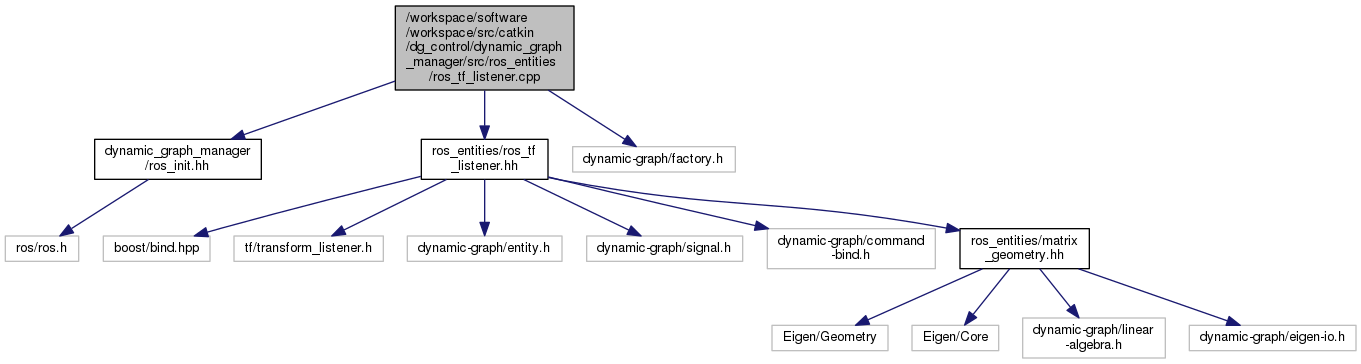 /workspace/software
/workspace/src/catkin
/dg_control/dynamic_graph
_manager/src/ros_entities
/ros_tf_listener.cpp
dynamic_graph_manager
/ros_init.hh
ros_entities/ros_tf
_listener.hh
dynamic-graph/factory.h
ros/ros.h
boost/bind.hpp
tf/transform_listener.h
dynamic-graph/entity.h
dynamic-graph/signal.h
dynamic-graph/command
-bind.h
ros_entities/matrix
_geometry.hh
Eigen/Geometry
Eigen/Core
dynamic-graph/linear
-algebra.h
dynamic-graph/eigen-io.h